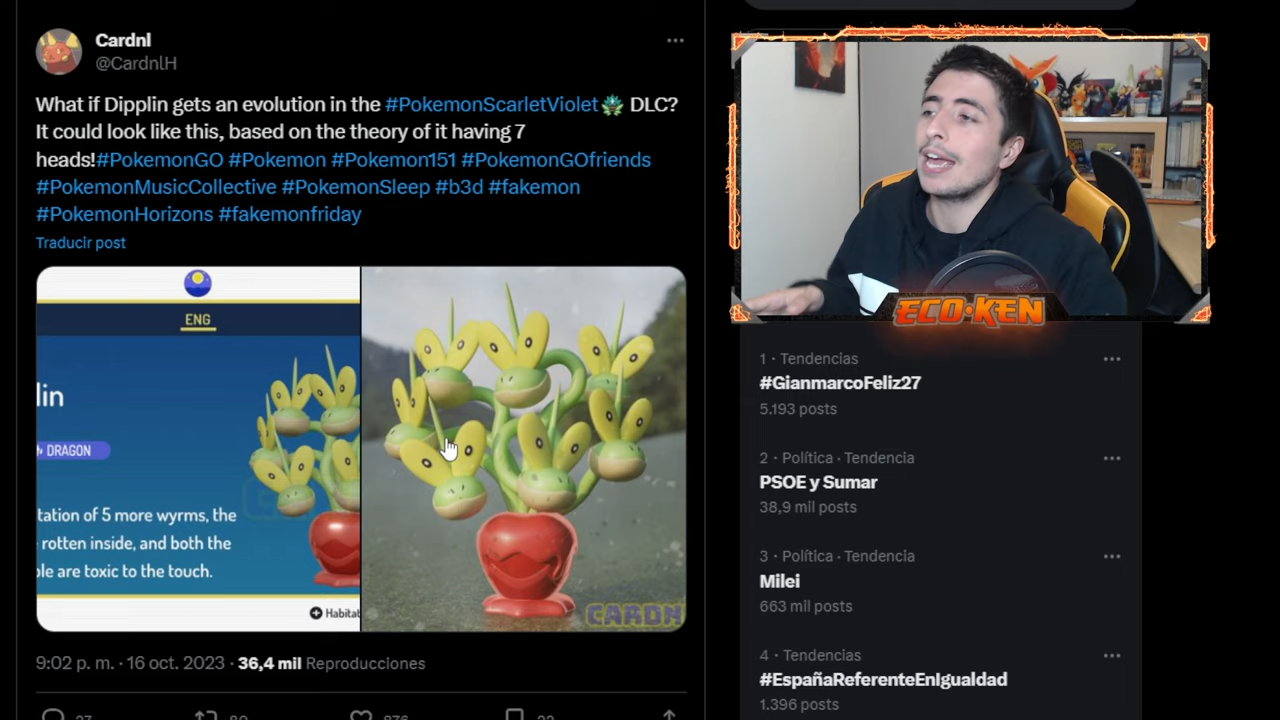 Cardnl
@CardnlH
What if Dipplin gets an evolution in the #PokemonScarletViolet DLC?
It could look like this, based on the theory of it having 7
heads!#PokemonGO #Pokemon #Pokemon151 #PokemonGOfriends
#PokemonMusicCollective #PokemonSleep #b3d #fakemon
#PokemonHorizons #fakemonfriday
Traducir post
ENG
lin
DRAGON
tation of 5 more wyrms, the
rotten inside, and both the
ple are toxic to the touch.
Habitat
CARDN
9:02 p. m. · 16 oct. 2023 · 36,4 mil Reproducciones
ECO·KEN
1 · Tendencias
#GianmarcoFeliz27
5.193 posts
2 · Política · Tendencia
PSOE y Sumar
38,9 mil posts
3 · Política · Tendencia
Milei
663 mil posts
4 · Tendencias
#EspañaReferenteEnIgualdad
1.396 posts